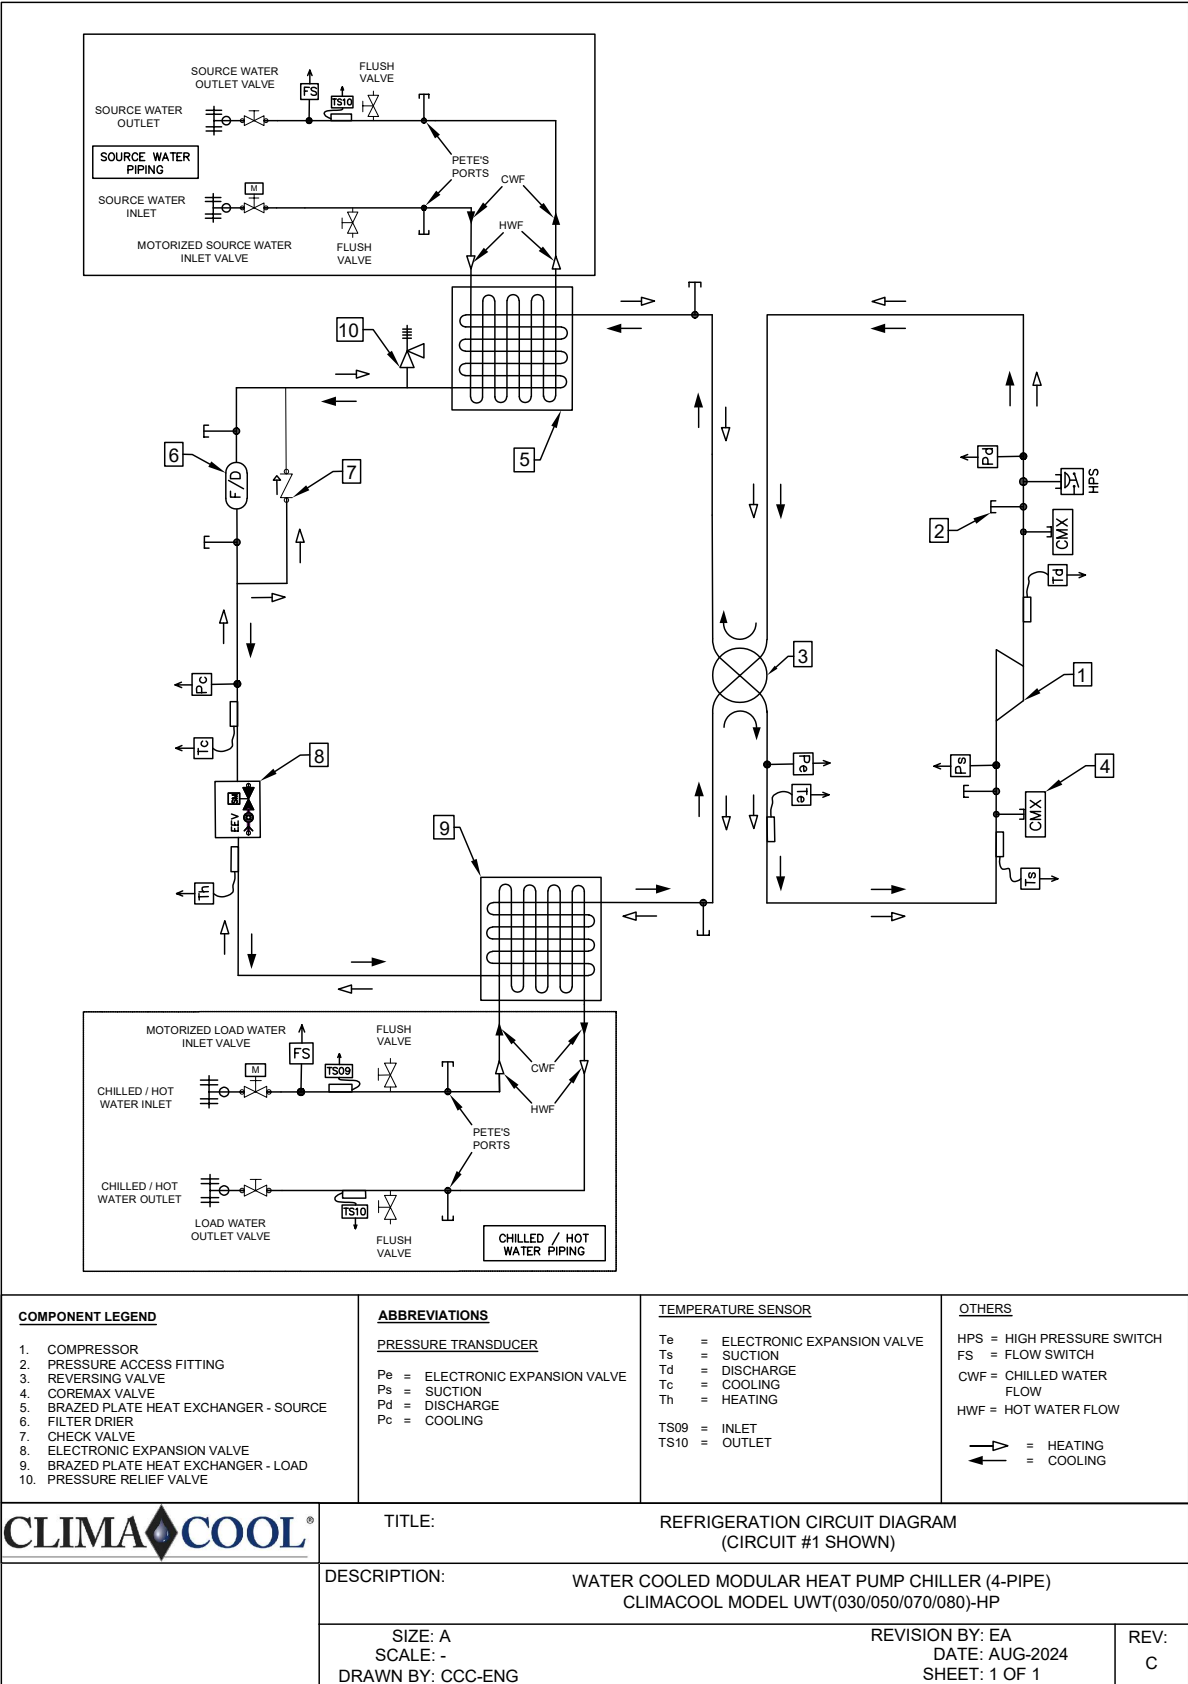 SOURCE WATER
OUTLET VALVE
FLUSH
VALVE
FS
TS10
SOURCE WATER
OUTLET
SOURCE WATER
PIPING
PETE'S
PORTS
CWF
M
SOURCE WATER
INLET
HWF
MOTORIZED SOURCE WATER
INLET VALVE
FLUSH
VALVE
10
5
6
F/D
7
Pd
HPS
2
CMX
Td
3
1
Pc
Tc
8
EEV
Pe
Te
Ps
4
CMX
9
Th
Ts
MOTORIZED LOAD WATER
INLET VALVE
FLUSH
VALVE
FS
M
TS09
CWF
CHILLED / HOT
WATER INLET
HWF
PETE'S
PORTS
CHILLED / HOT
WATER OUTLET
TS10
LOAD WATER
OUTLET VALVE
FLUSH
VALVE
CHILLED / HOT
WATER PIPING
COMPONENT LEGEND
1. COMPRESSOR
2. PRESSURE ACCESS FITTING
3. REVERSING VALVE
4. COREMAX VALVE
5. BRAZED PLATE HEAT EXCHANGER - SOURCE
6. FILTER DRIER
7. CHECK VALVE
8. ELECTRONIC EXPANSION VALVE
9. BRAZED PLATE HEAT EXCHANGER - LOAD
10. PRESSURE RELIEF VALVE
ABBREVIATIONS
PRESSURE TRANSDUCER
Pe = ELECTRONIC EXPANSION VALVE
Ps = SUCTION
Pd = DISCHARGE
Pc = COOLING
TEMPERATURE SENSOR
Te = ELECTRONIC EXPANSION VALVE
Ts = SUCTION
Td = DISCHARGE
Tc = COOLING
Th = HEATING
TS09 = INLET
TS10 = OUTLET
OTHERS
HPS = HIGH PRESSURE SWITCH
FS = FLOW SWITCH
CWF = CHILLED WATER
FLOW
HWF = HOT WATER FLOW
= HEATING
= COOLING
CLIMACOOL®
TITLE: REFRIGERATION CIRCUIT DIAGRAM
(CIRCUIT #1 SHOWN)
DESCRIPTION: WATER COOLED MODULAR HEAT PUMP CHILLER (4-PIPE)
CLIMACOOL MODEL UWT(030/050/070/080)-HP
SIZE: A
SCALE: -
DRAWN BY: CCC-ENG
REVISION BY: EA
DATE: AUG-2024
SHEET: 1 OF 1
REV:
C